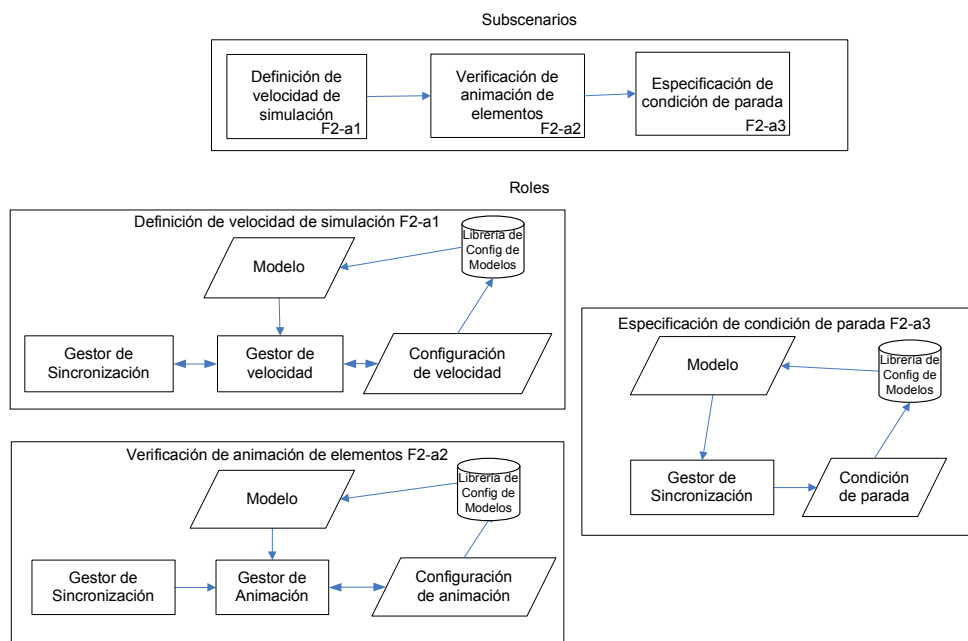 Subscenarios
Definición de
velocidad de
simulación
F2-a1
Verificación de
animación de
elementos
F2-a2
Especificación de
condición de parada
F2-a3
Roles
Definición de velocidad de simulación F2-a1
Modelo
Librería de
Config de
Modelos
Gestor de
Sincronización
Gestor de
velocidad
Configuración
de velocidad
Verificación de animación de elementos F2-a2
Modelo
Librería de
Config de
Modelos
Gestor de
Sincronización
Gestor de
Animación
Configuración
de animación
Especificación de condición de parada F2-a3
Modelo
Librería de
Config de
Modelos
Gestor de
Sincronización
Condición
de parada